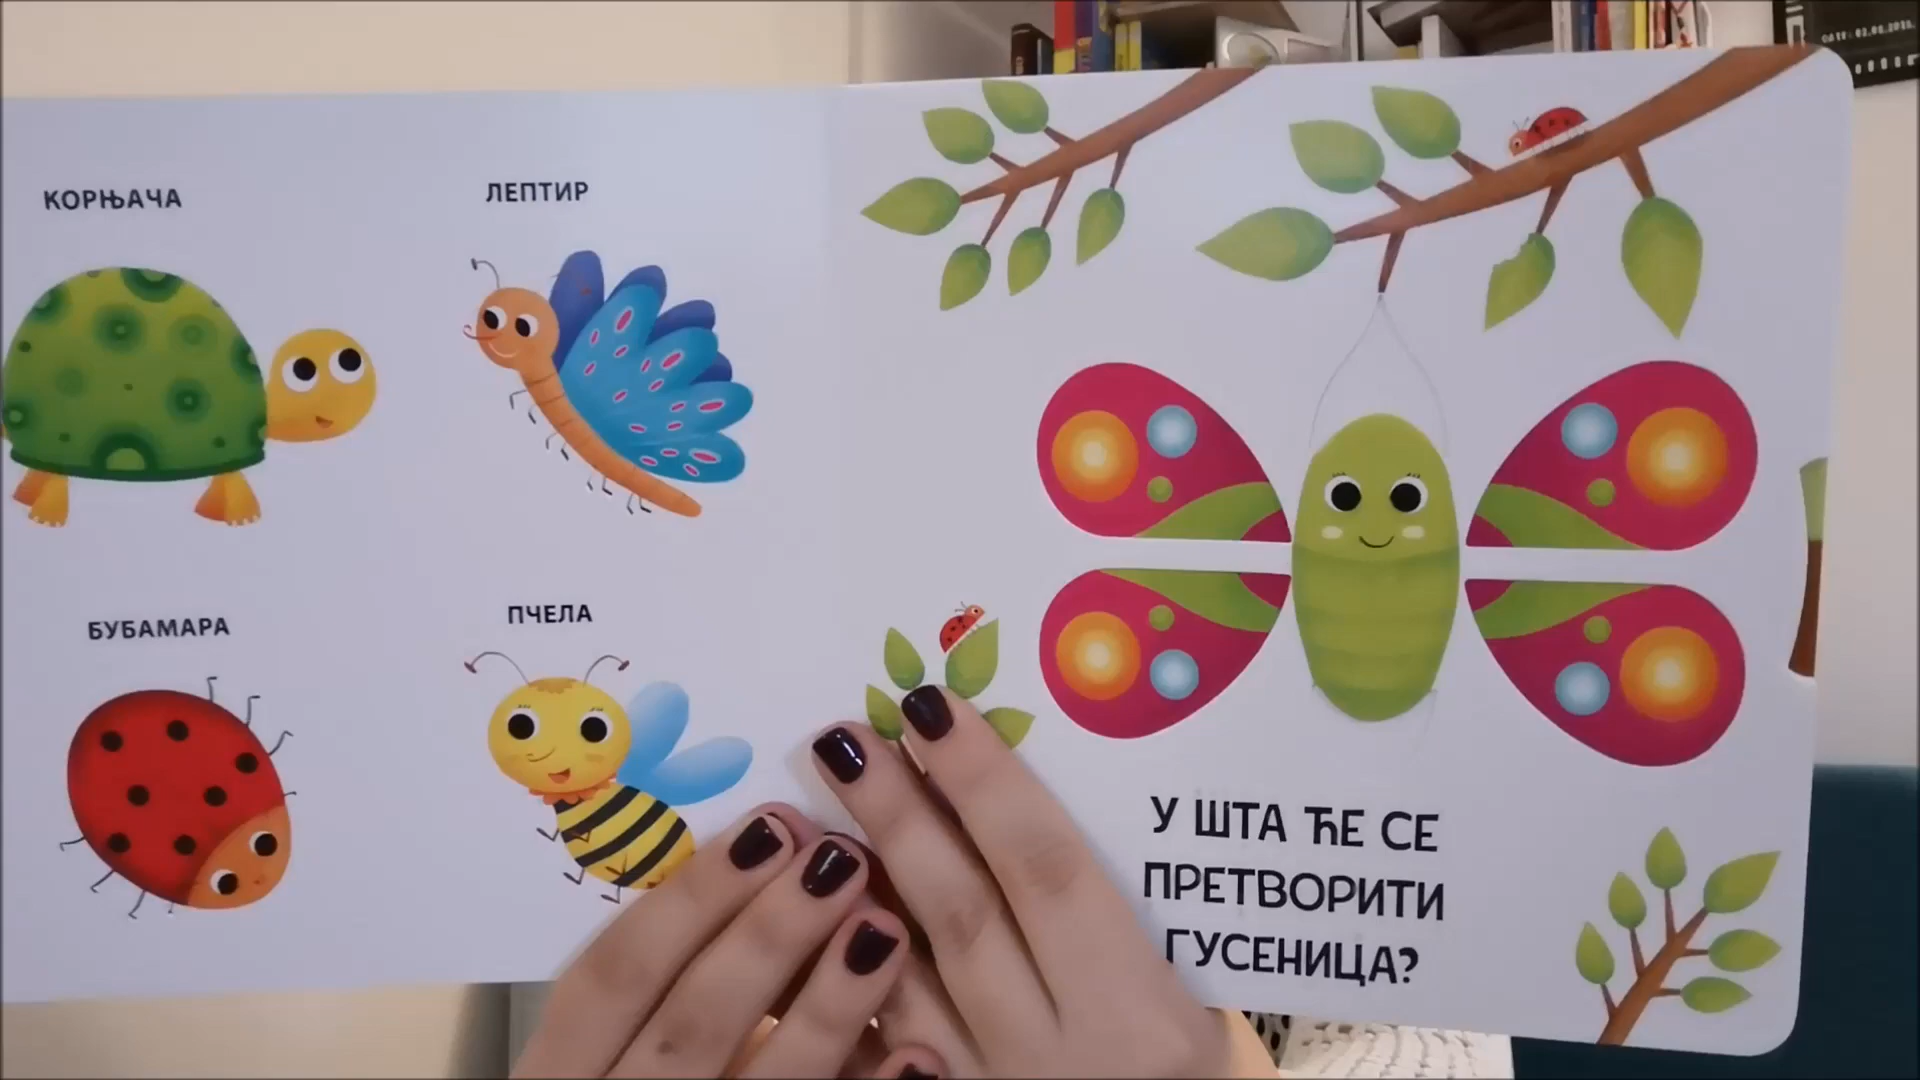 КОРЊАЧА
ЛЕПТИР
БУБАМАРА
ПЧЕЛА
У ШТА ЋЕ СЕ
ПРЕТВОРИТИ
ГУСЕНИЦА?